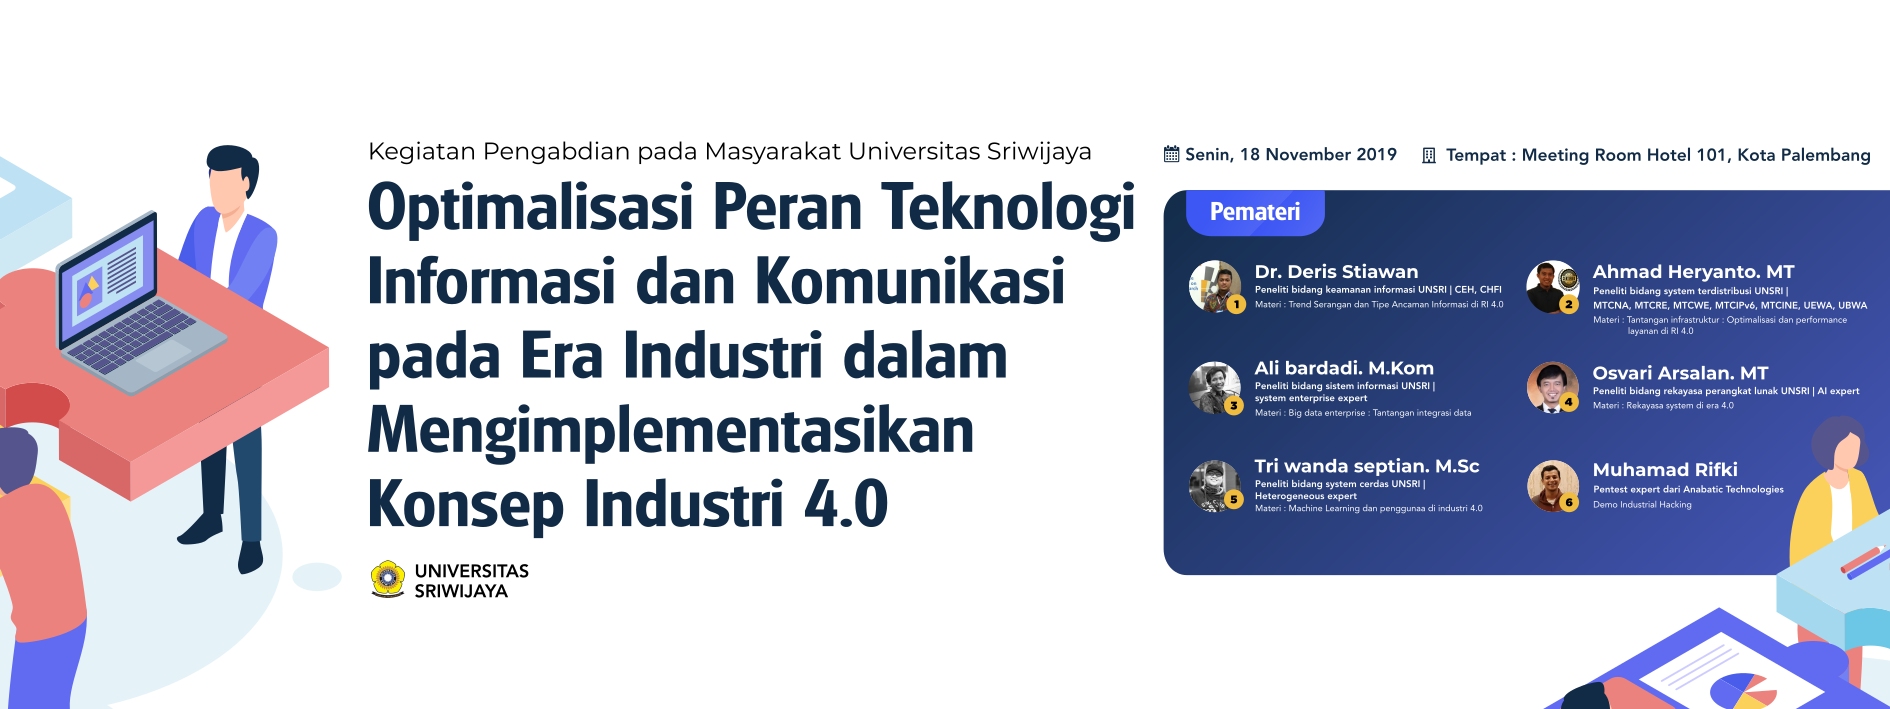 Kegiatan Pengabdian pada Masyarakat Universitas Sriwijaya
Optimalisasi Peran Teknologi
Informasi dan Komunikasi
pada Era Industri dalam
Mengimplementasikan
Konsep Industri 4.0
UNIVERSITAS
SRIWIJAYA
Senin, 18 November 2019
Tempat : Meeting Room Hotel 101, Kota Palembang
Pemateri
1
Dr. Deris Stiawan
Peneliti bidang keamanan informasi UNSRI | CEH, CHFI
Materi : Trend Serangan dan Tipe Ancaman Informasi di RI 4.0
2
Ahmad Heryanto. MT
Peneliti bidang system terdistribusi UNSRI |
MTCNA, MTCRE, MTCWE, MTCIPv6, MTCINE, UEWA, UBWA
Materi : Tantangan infrastruktur : Optimalisasi dan performance
layanan di RI 4.0
3
Ali bardadi. M.Kom
Peneliti bidang sistem informasi UNSRI |
system enterprise expert
Materi : Big data enterprise : Tantangan integrasi data
4
Osvari Arsalan. MT
Peneliti bidang rekayasa perangkat lunak UNSRI | AI expert
Materi : Rekayasa system di era 4.0
5
Tri wanda septian. M.Sc
Peneliti bidang system cerdas UNSRI |
Heterogeneous expert
Materi : Machine Learning dan penggunaa di industri 4.0
6
Muhamad Rifki
Pentest expert dari Anabatic Technologies
Demo Industrial Hacking